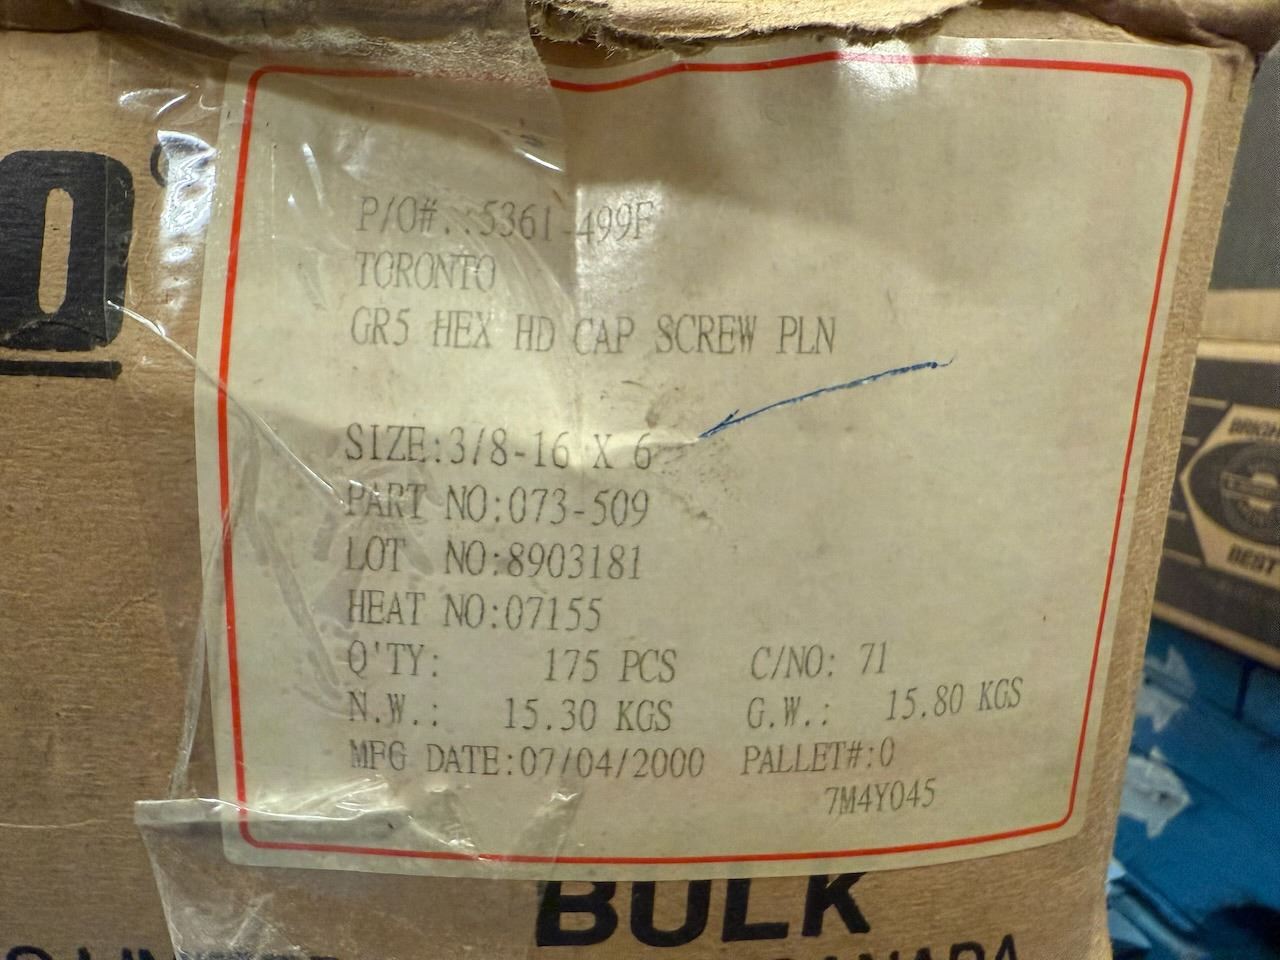 0
P/O#.:5361-499F
TORONTO
GR5 HEX HD CAP SCREW PLN
SIZE:3/8-16 X 6
PART NO:073-509
LOT NO:8903181
HEAT NO:07155
Q'TY: 175 PCS C/NO: 71
N.W.: 15.30 KGS G.W.: 15.80 KGS
MFG DATE:07/04/2000 PALLET#:0
7M4Y045
BULK
BEST